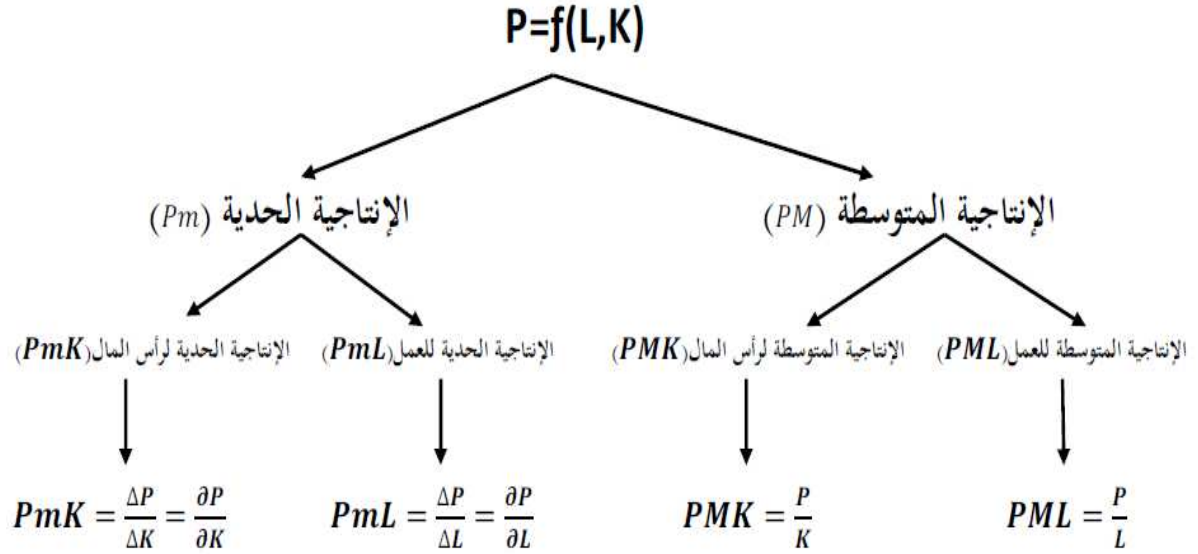 P=ƒ(L,K)
الإنتاجية المتوسطة (PM)
الإنتاجية الحدية (Pm)
الإنتاجية المتوسطة للعمل(PML)
الإنتاجية المتوسطة لرأس المال(PMK)
الإنتاجية الحدية للعمل(PmL)
الإنتاجية الحدية لرأس المال(PmK)
PML = P/L
PMK = P/K
PmL = ΔP/ΔL = ∂P/∂L
PmK = ΔP/ΔK = ∂P/∂K